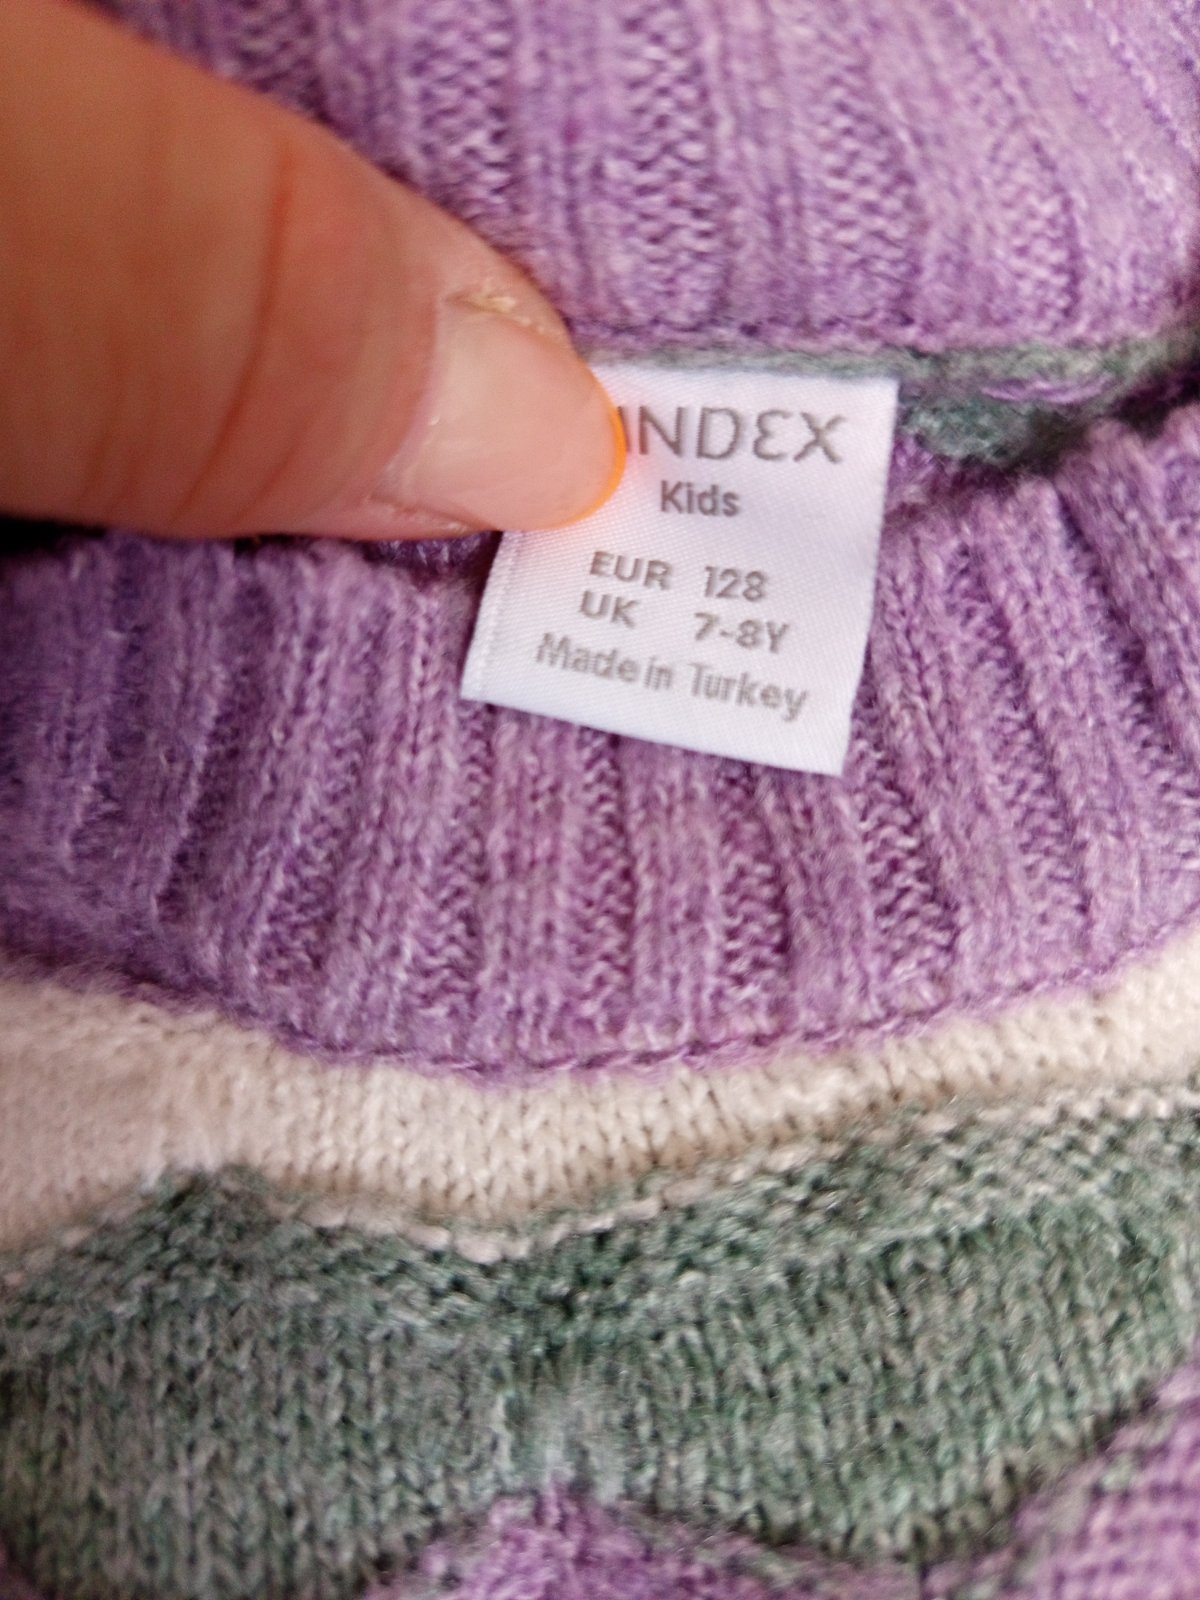 INDEX
Kids
EUR 128
UK 7-8Y
Made in Turkey